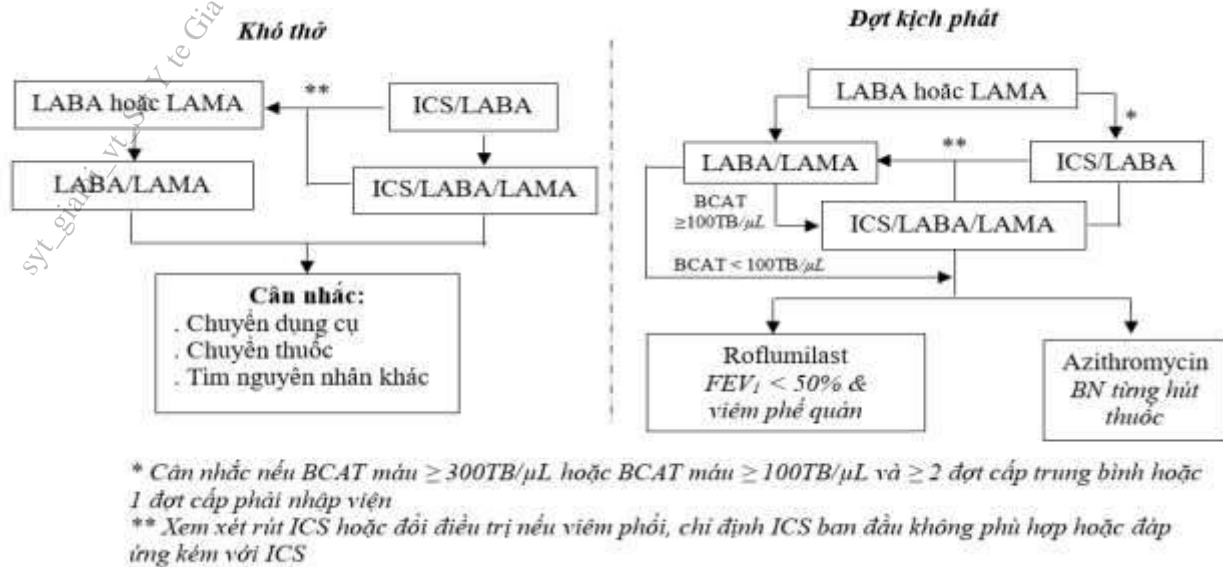 Khó thở
LABA hoặc LAMA
**
ICS/LABA
LABA/LAMA
ICS/LABA/LAMA
Cân nhắc:
. Chuyển dụng cụ
. Chuyển thuốc
. Tìm nguyên nhân khác
Đợt kịch phát
LABA hoặc LAMA
*
LABA/LAMA
**
ICS/LABA
BCAT
≥100TB/µL
ICS/LABA/LAMA
BCAT < 100TB/µL
Roflumilast
FEV1 < 50% &
viêm phế quản
Azithromycin
BN từng hút
thuốc
* Cân nhắc nếu BCAT máu ≥ 300TB/µL hoặc BCAT máu ≥ 100TB/µL và ≥ 2 đợt cấp trung bình hoặc
1 đợt cấp phải nhập viện
** Xem xét rút ICS hoặc đổi điều trị nếu viêm phổi, chỉ định ICS ban đầu không phù hợp hoặc đáp
ứng kém với ICS